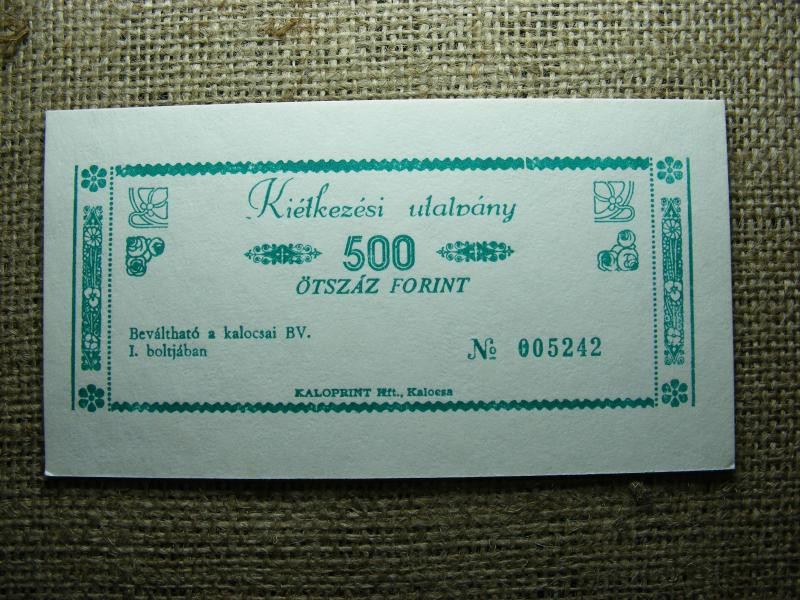 Kiétkezési utalvány
500
ÖTSZÁZ FORINT
Beváltható a kalocsai BV.
I. boltjában
№ 005242
KALOPRINT Kft., Kalocsa